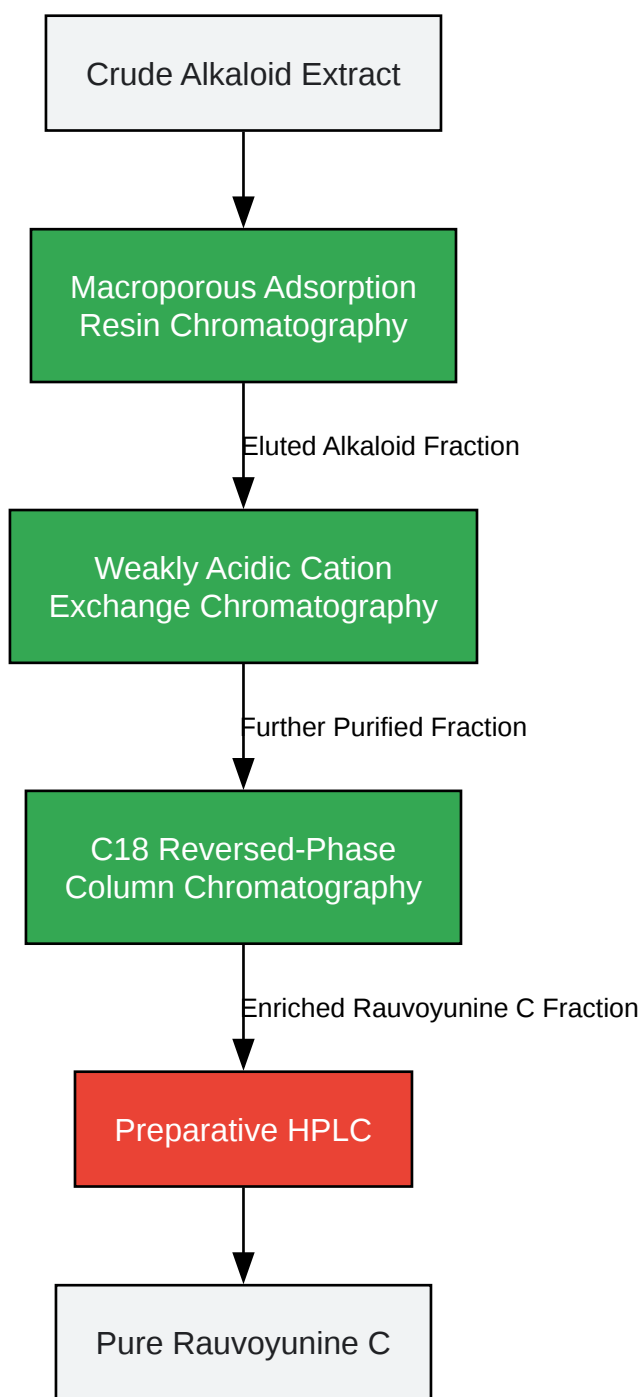 Crude Alkaloid Extract
Macroporous Adsorption
Resin Chromatography
Eluted Alkaloid Fraction
Weakly Acidic Cation
Exchange Chromatography
Further Purified Fraction
C18 Reversed-Phase
Column Chromatography
Enriched Rauvoyunine C Fraction
Preparative HPLC
Pure Rauvoyunine C